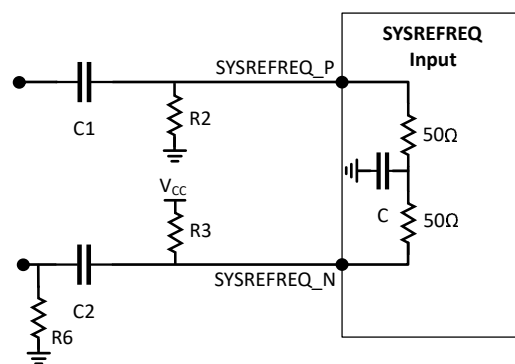 SYSREFREQ
Input
SYSREFREQ_P
C1
R2
50Ω
V_CC
R3
C
50Ω
C2
SYSREFREQ_N
R6